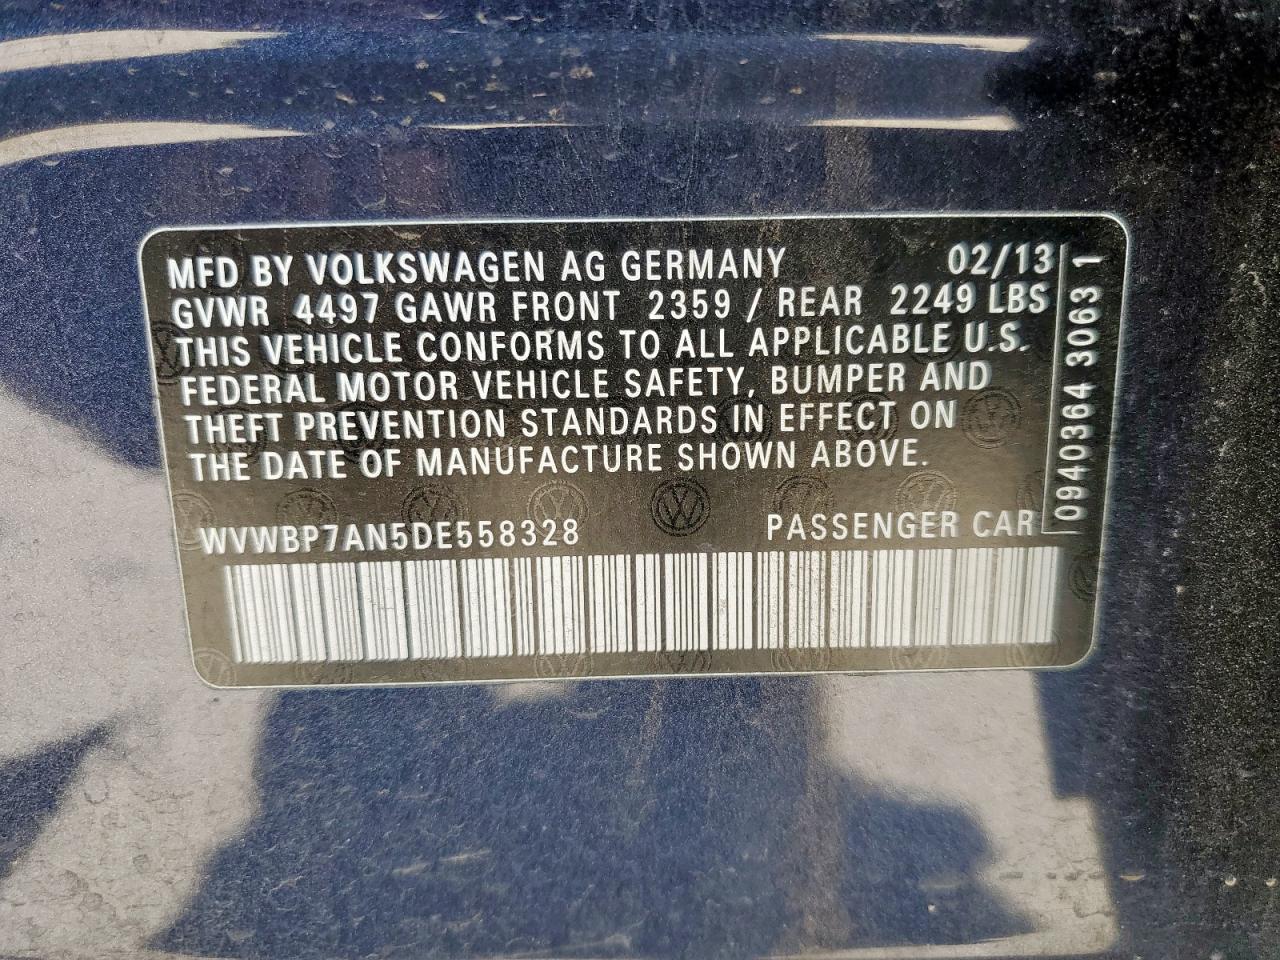 MFD BY VOLKSWAGEN AG GERMANY 02/13
GVWR 4497 GAWR FRONT 2359 / REAR 2249 LBS
THIS VEHICLE CONFORMS TO ALL APPLICABLE U.S.
FEDERAL MOTOR VEHICLE SAFETY, BUMPER AND
THEFT PREVENTION STANDARDS IN EFFECT ON
THE DATE OF MANUFACTURE SHOWN ABOVE.
WVWBP7AN5DE558328 PASSENGER CAR
0940364 3063 1